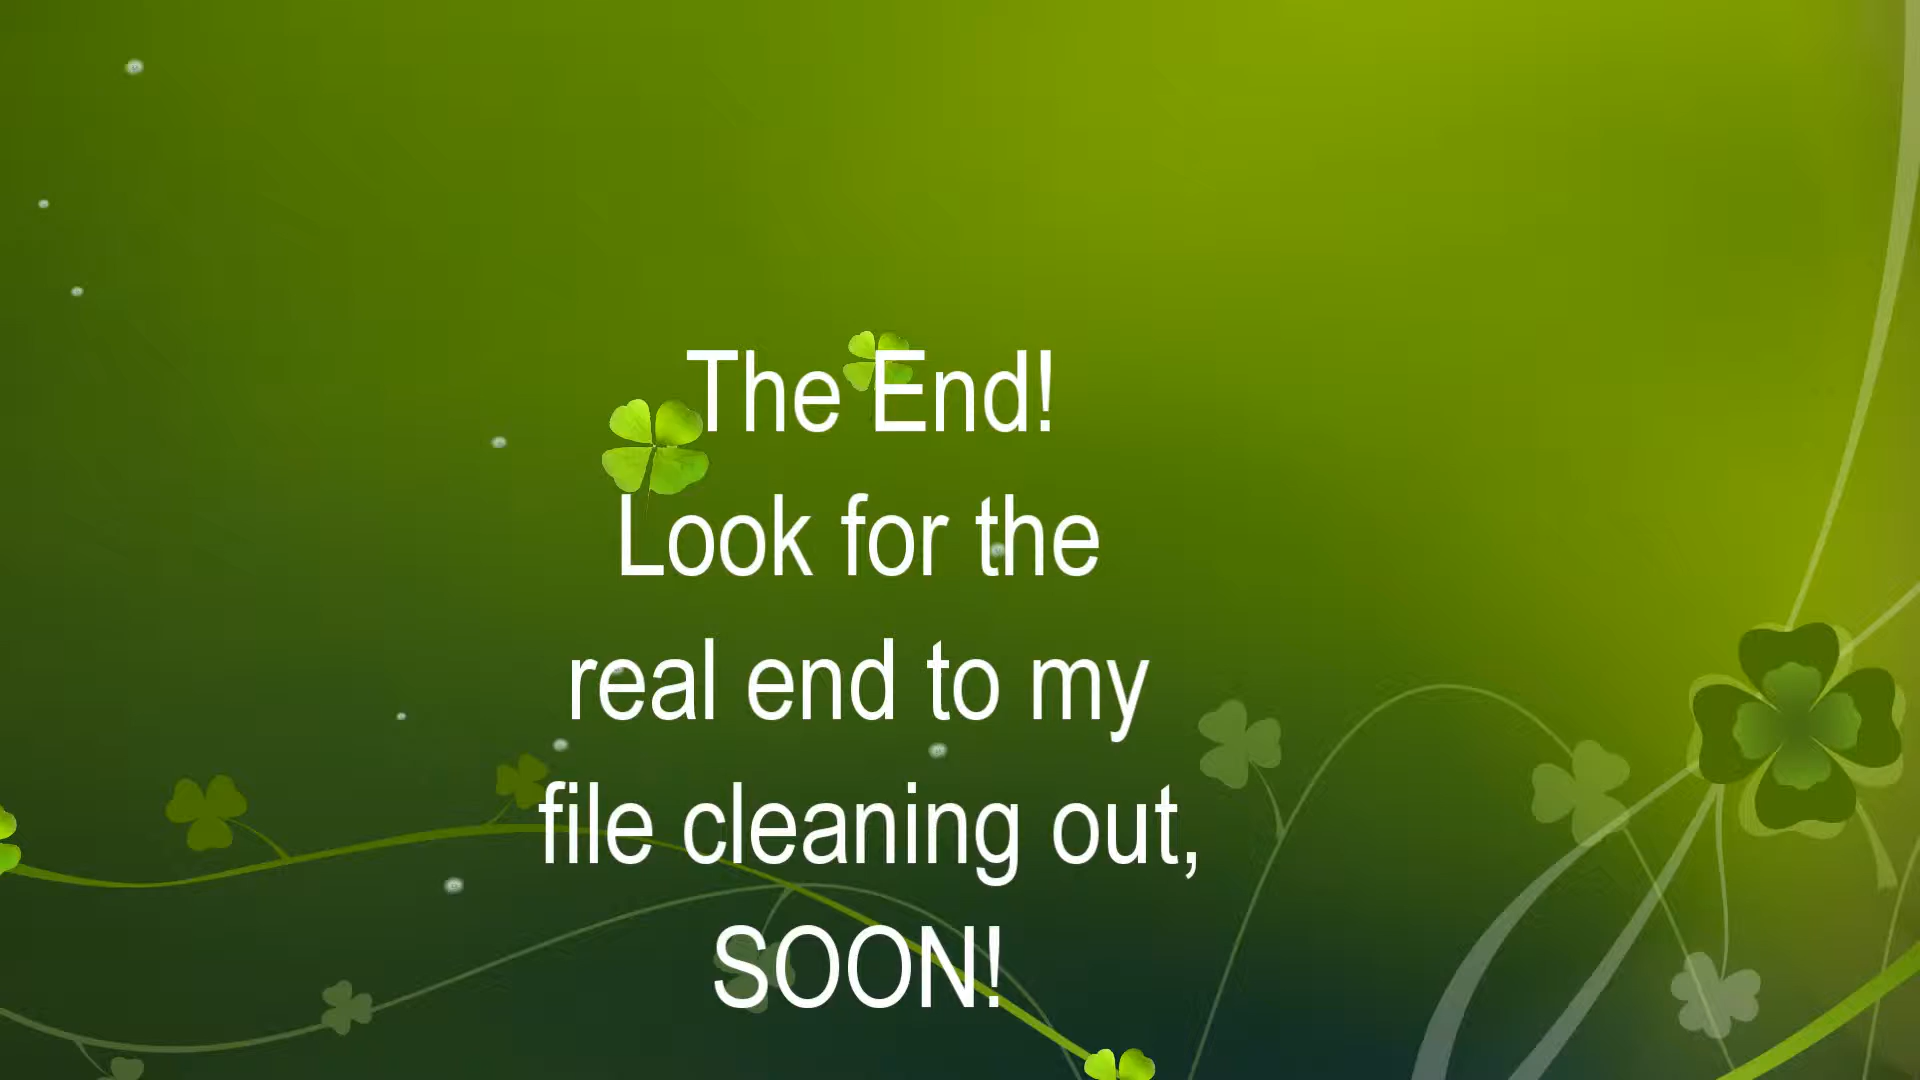 The End!
Look for the
real end to my
file cleaning out,
SOON!